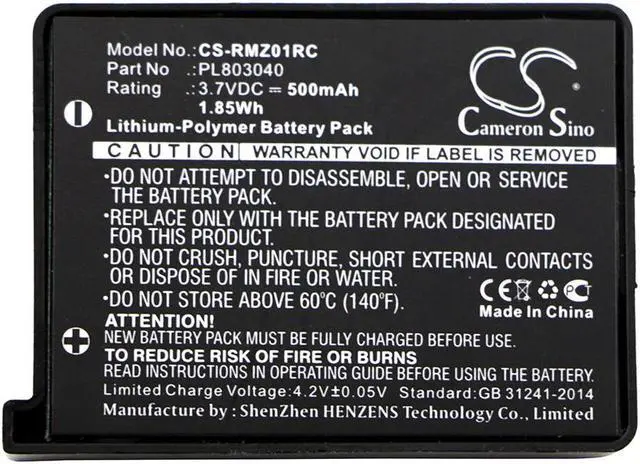 Model No.:CS-RMZ01RC
Part No :PL803040
Rating :3.7VDC ⎓ 500mAh
1.85Wh
Lithium-Polymer Battery Pack
CS
Cameron Sino
CAUTION WARRANTY VOID IF LABEL IS REMOVED
•DO NOT ATTEMPT TO DISASSEMBLE, OPEN OR SERVICE
THE BATTERY PACK.
•REPLACE ONLY WITH THE BATTERY PACK DESIGNATED
FOR THIS PRODUCT.
•DO NOT CRUSH, PUNCTURE, SHORT EXTERNAL CONTACTS
OR DISPOSE OF IN FIRE OR WATER.
•DO NOT STORE ABOVE 60℃ (140℉).
CE PCT
Made In China
ATTENTION!
NEW BATTERY PACK MUST BE FULLY CHARGED BEFORE USE
TO REDUCE RISK OF FIRE OR BURNS
READ INSTRUCTIONS IN OPERATING GUIDE BEFORE USING BATTERY PACK
Limited Charge Voltage:4.2V±0.05V Standard:GB 31241-2014
Manufacture by : ShenZhen HENZENS Technology Co., Ltd.